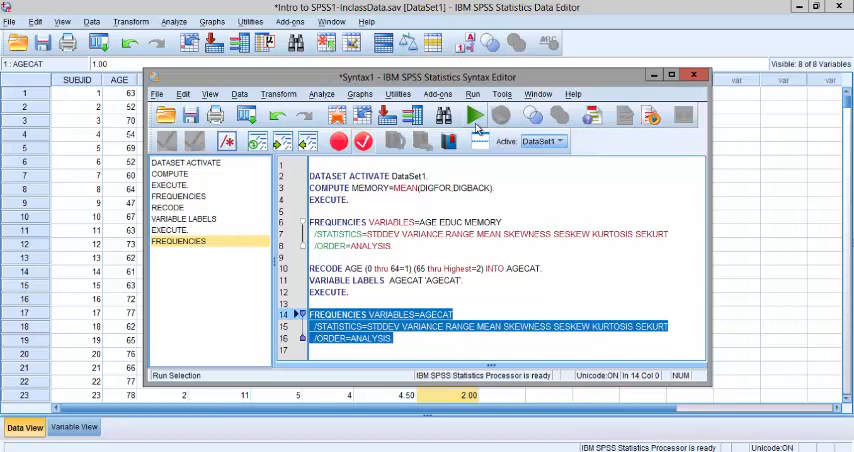 *Intro to SPSS1-InclassData.sav [DataSet1] - IBM SPSS Statistics Data Editor
File Edit View Data Transform Analyze Graphs Utilities Add-ons Window Help
1 : AGECAT 1.00 Visible: 8 of 8 Variables
SUBJID AGE var var
1 1 63
2 2 52
3 3 70
4 4 69
5 5 52
6 6 59
7 7 52
8 8 54
9 9 47
10 10 67
11 11 57
12 12 73
13 13 66
14 14 68
15 15 76
16 16 77
17 17 73
18 18 62
19 19 55
20 20 76
21 21 66
22 22 77
23 23 78 2 11 5 4 4.50 2.00
*Syntax1 - IBM SPSS Statistics Syntax Editor
File Edit View Data Transform Analyze Graphs Utilities Add-ons Run Tools Window Help
Active: DataSet1
DATASET ACTIVATE
COMPUTE
EXECUTE.
FREQUENCIES
RECODE
VARIABLE LABELS
EXECUTE.
FREQUENCIES
1
2 DATASET ACTIVATE DataSet1.
3 COMPUTE MEMORY=MEAN(DIGFOR,DIGBACK).
4 EXECUTE.
5
6 FREQUENCIES VARIABLES=AGE EDUC MEMORY
7 /STATISTICS=STDDEV VARIANCE RANGE MEAN SKEWNESS SESKEW KURTOSIS SEKURT
8 /ORDER=ANALYSIS.
9
10 RECODE AGE (0 thru 64=1) (65 thru Highest=2) INTO AGECAT.
11 VARIABLE LABELS AGECAT 'AGECAT'.
12 EXECUTE.
13
14 FREQUENCIES VARIABLES=AGECAT
15 /STATISTICS=STDDEV VARIANCE RANGE MEAN SKEWNESS SESKEW KURTOSIS SEKURT
16 /ORDER=ANALYSIS.
17
Run Selection IBM SPSS Statistics Processor is ready Unicode:ON In 14 Col 0 NUM
Data View Variable View
IBM SPSS Statistics Processor is ready Unicode:ON